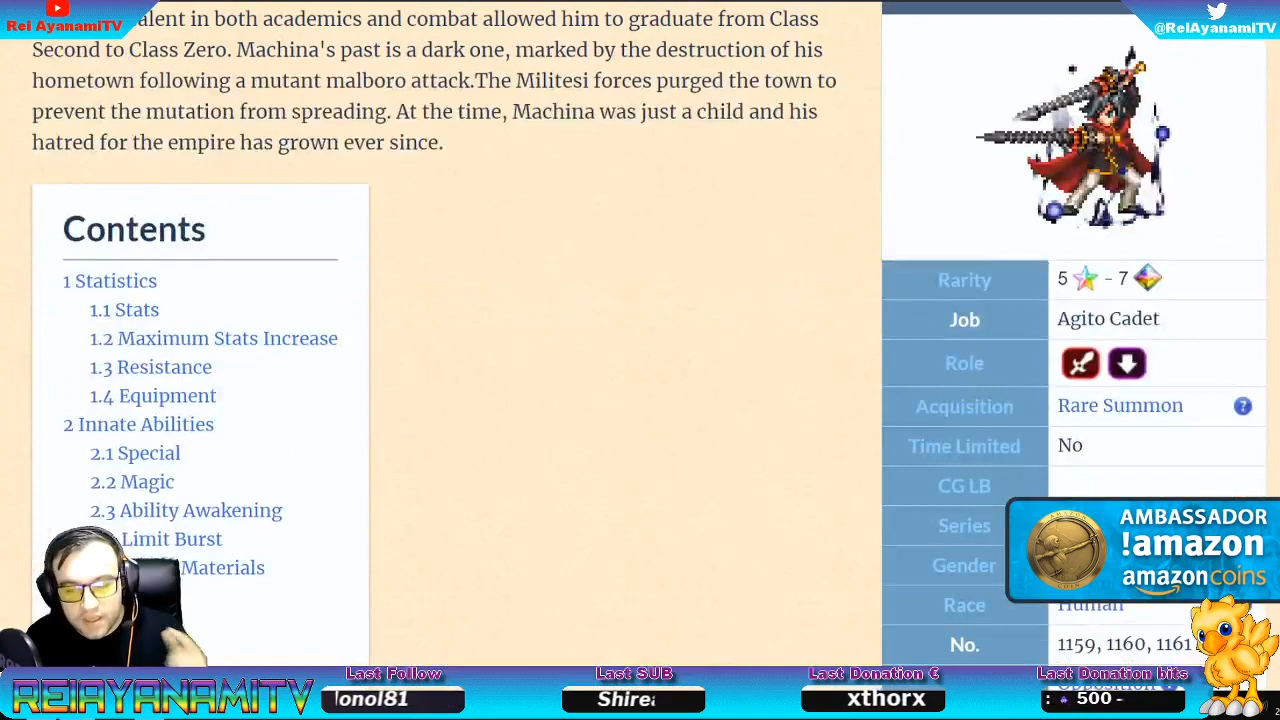 Rei AyanamiTV
@ReiAyanamiTV
alent in both academics and combat allowed him to graduate from Class
Second to Class Zero. Machina's past is a dark one, marked by the destruction of his
hometown following a mutant malboro attack.The Militesi forces purged the town to
prevent the mutation from spreading. At the time, Machina was just a child and his
hatred for the empire has grown ever since.
Contents
1 Statistics
1.1 Stats
1.2 Maximum Stats Increase
1.3 Resistance
1.4 Equipment
2 Innate Abilities
2.1 Special
2.2 Magic
2.3 Ability Awakening
Limit Burst
Materials
Rarity 5 - 7
Job Agito Cadet
Role
Acquisition Rare Summon ?
Time Limited No
CG LB
Series
Gender
Race Human
No. 1159, 1160, 1161
AMBASSADOR
!amazon
amazoncoins
REIAYANAMITV
Last Follow
onol81
Last SUB
Shirea
Last Donation €
xthorx
Last Donation bits
: 500 -